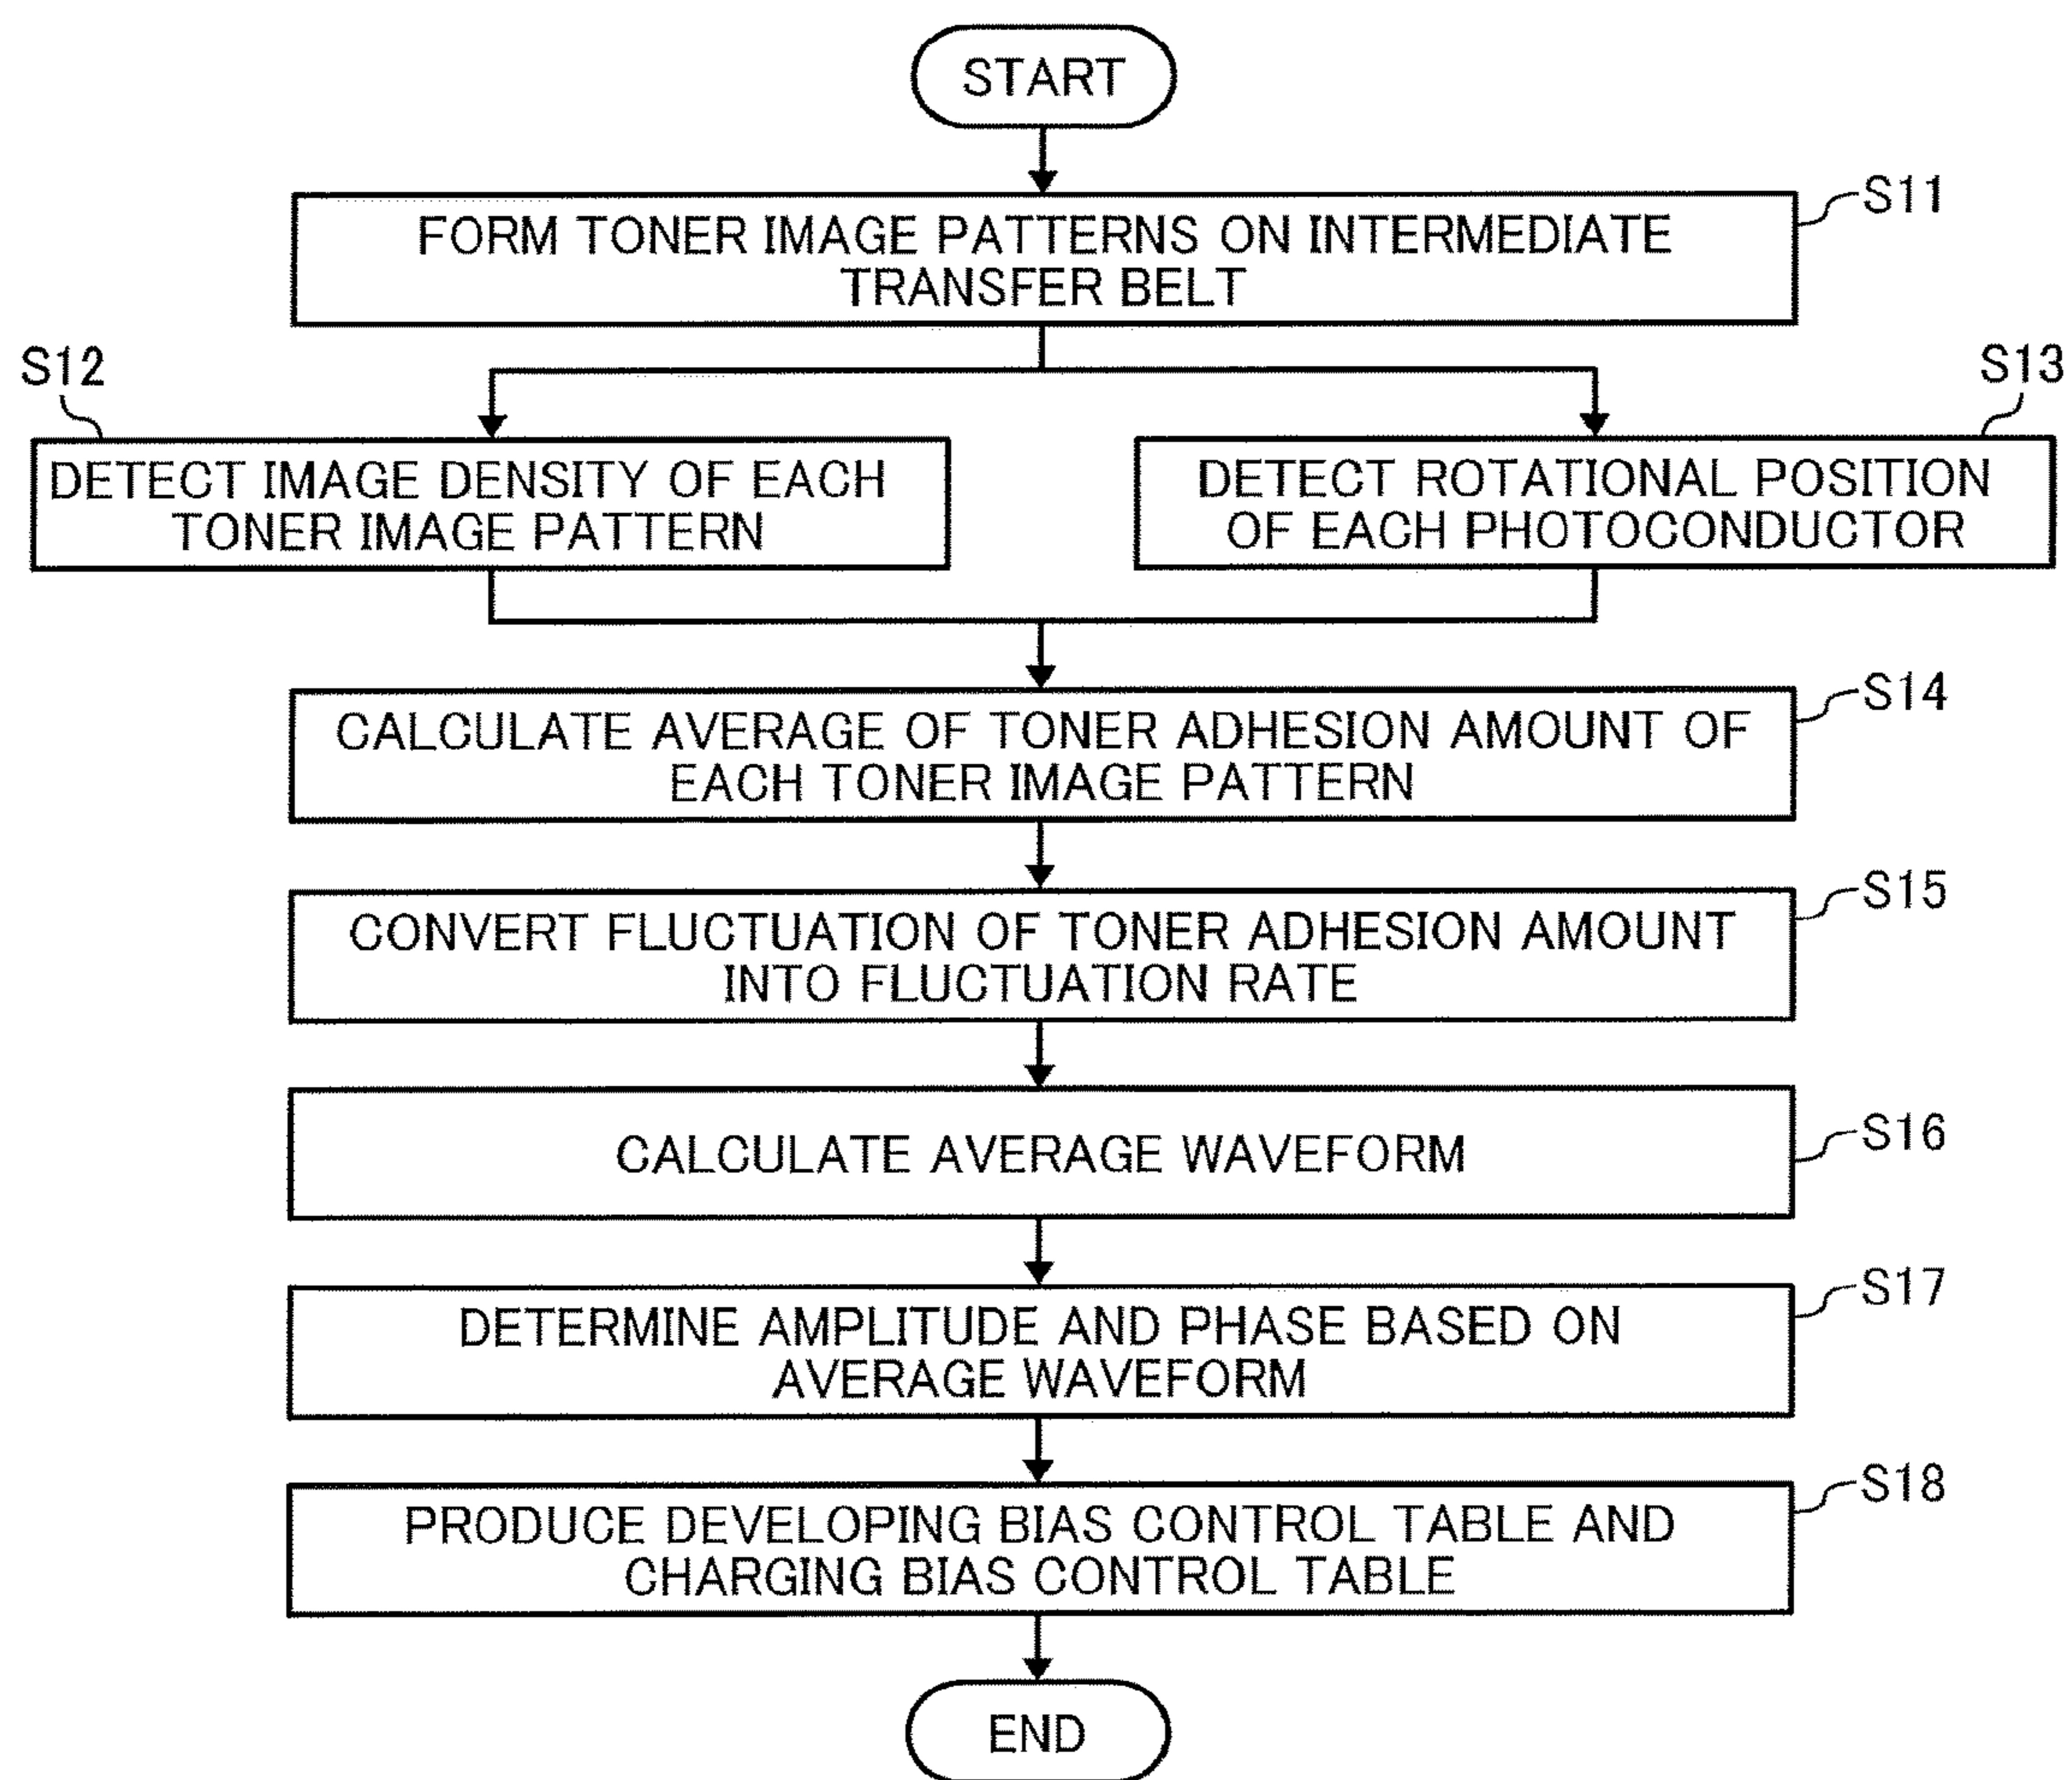 START
S11
FORM TONER IMAGE PATTERNS ON INTERMEDIATE
TRANSFER BELT
S12
S13
DETECT IMAGE DENSITY OF EACH
TONER IMAGE PATTERN
DETECT ROTATIONAL POSITION
OF EACH PHOTOCONDUCTOR
S14
CALCULATE AVERAGE OF TONER ADHESION AMOUNT OF
EACH TONER IMAGE PATTERN
S15
CONVERT FLUCTUATION OF TONER ADHESION AMOUNT
INTO FLUCTUATION RATE
S16
CALCULATE AVERAGE WAVEFORM
S17
DETERMINE AMPLITUDE AND PHASE BASED ON
AVERAGE WAVEFORM
S18
PRODUCE DEVELOPING BIAS CONTROL TABLE AND
CHARGING BIAS CONTROL TABLE
END